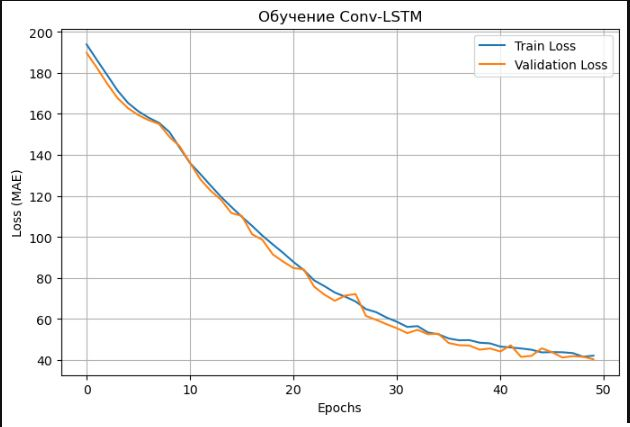 Обучение Conv-LSTM
Train Loss
Validation Loss
Loss (MAE)
200
180
160
140
120
100
80
60
40
0 10 20 30 40 50
Epochs